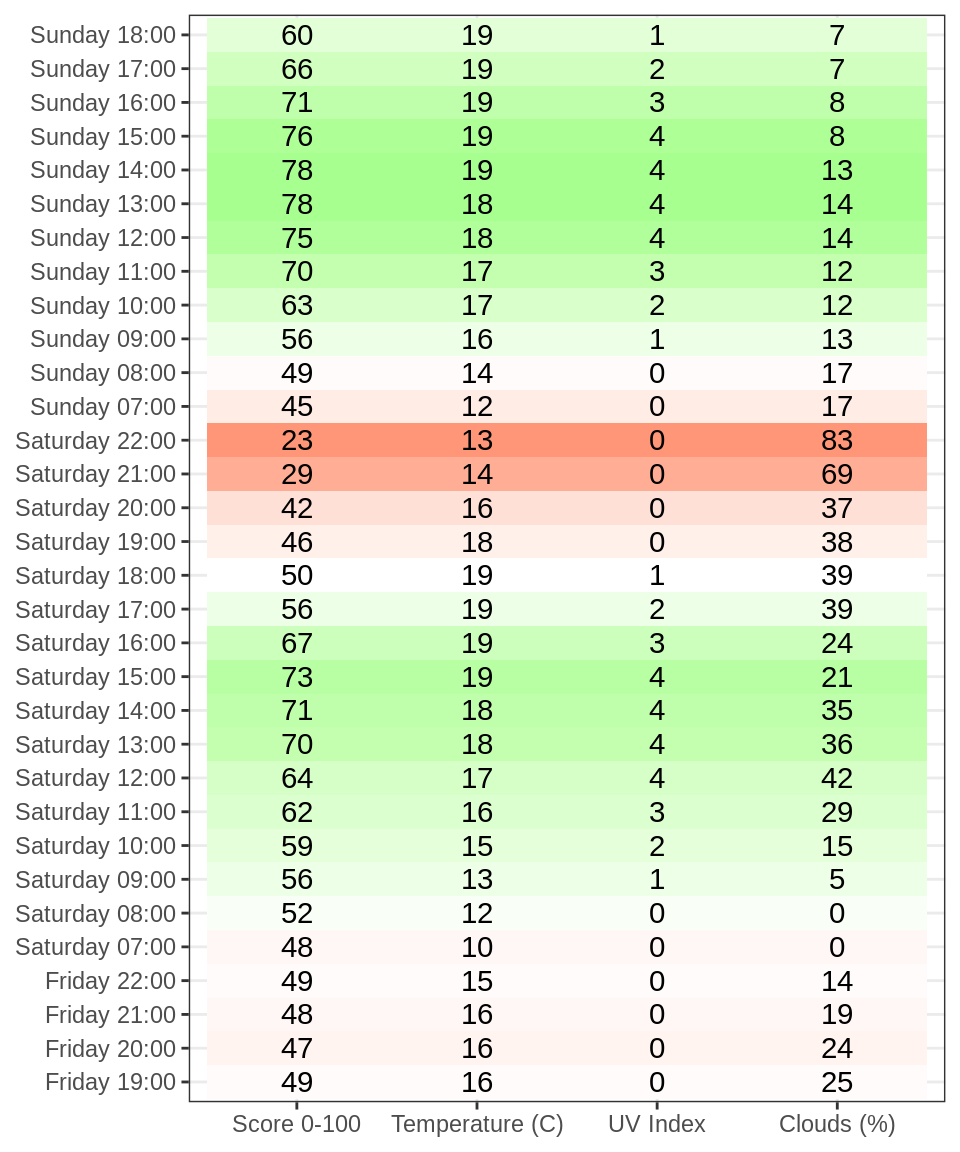 Sunday 18:00 60 19 1 7
Sunday 17:00 66 19 2 7
Sunday 16:00 71 19 3 8
Sunday 15:00 76 19 4 8
Sunday 14:00 78 19 4 13
Sunday 13:00 78 18 4 14
Sunday 12:00 75 18 4 14
Sunday 11:00 70 17 3 12
Sunday 10:00 63 17 2 12
Sunday 09:00 56 16 1 13
Sunday 08:00 49 14 0 17
Sunday 07:00 45 12 0 17
Saturday 22:00 23 13 0 83
Saturday 21:00 29 14 0 69
Saturday 20:00 42 16 0 37
Saturday 19:00 46 18 0 38
Saturday 18:00 50 19 1 39
Saturday 17:00 56 19 2 39
Saturday 16:00 67 19 3 24
Saturday 15:00 73 19 4 21
Saturday 14:00 71 18 4 35
Saturday 13:00 70 18 4 36
Saturday 12:00 64 17 4 42
Saturday 11:00 62 16 3 29
Saturday 10:00 59 15 2 15
Saturday 09:00 56 13 1 5
Saturday 08:00 52 12 0 0
Saturday 07:00 48 10 0 0
Friday 22:00 49 15 0 14
Friday 21:00 48 16 0 19
Friday 20:00 47 16 0 24
Friday 19:00 49 16 0 25
Score 0-100 Temperature (C) UV Index Clouds (%)